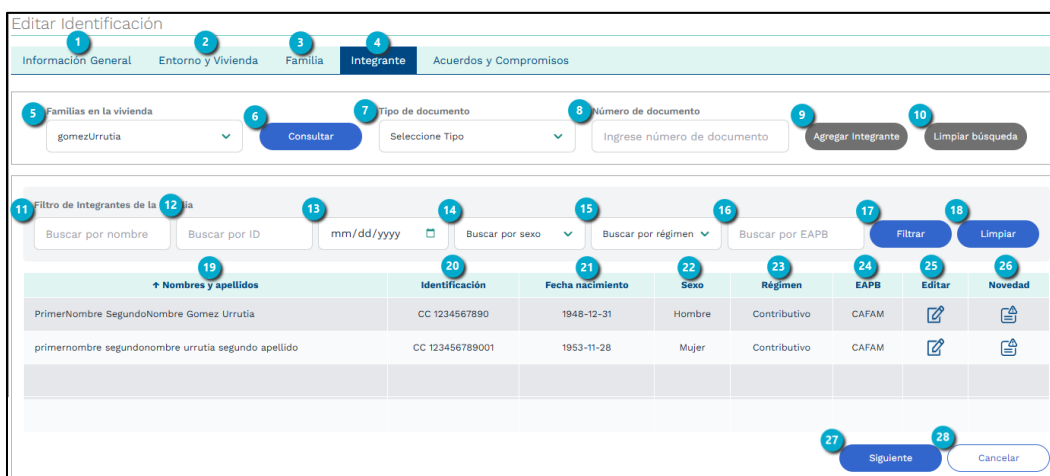 Editar Identificación
1 2 3 4
Información General Entorno y Vivienda Familia Integrante Acuerdos y Compromisos
5 Familias en la vivienda 6 7 Tipo de documento 8 Número de documento 9 10
gomezUrrutia Consultar Seleccione Tipo Ingrese número de documento Agregar Integrante Limpiar búsqueda
11 Filtro de Integrantes de la 12 13 14 15 16 17 18
Buscar por nombre Buscar por ID mm/dd/yyyy Buscar por sexo Buscar por régimen Buscar por EAPB Filtrar Limpiar
19 20 21 22 23 24 25 26
↑ Nombres y apellidos Identificación Fecha nacimiento Sexo Régimen EAPB Editar Novedad
PrimerNombre SegundoNombre Gomez Urrutia CC 1234567890 1948-12-31 Hombre Contributivo CAFAM
primernombre segundonombre urrutia segundo apellido CC 123456789001 1953-11-28 Mujer Contributivo CAFAM
27 28
Siguiente Cancelar